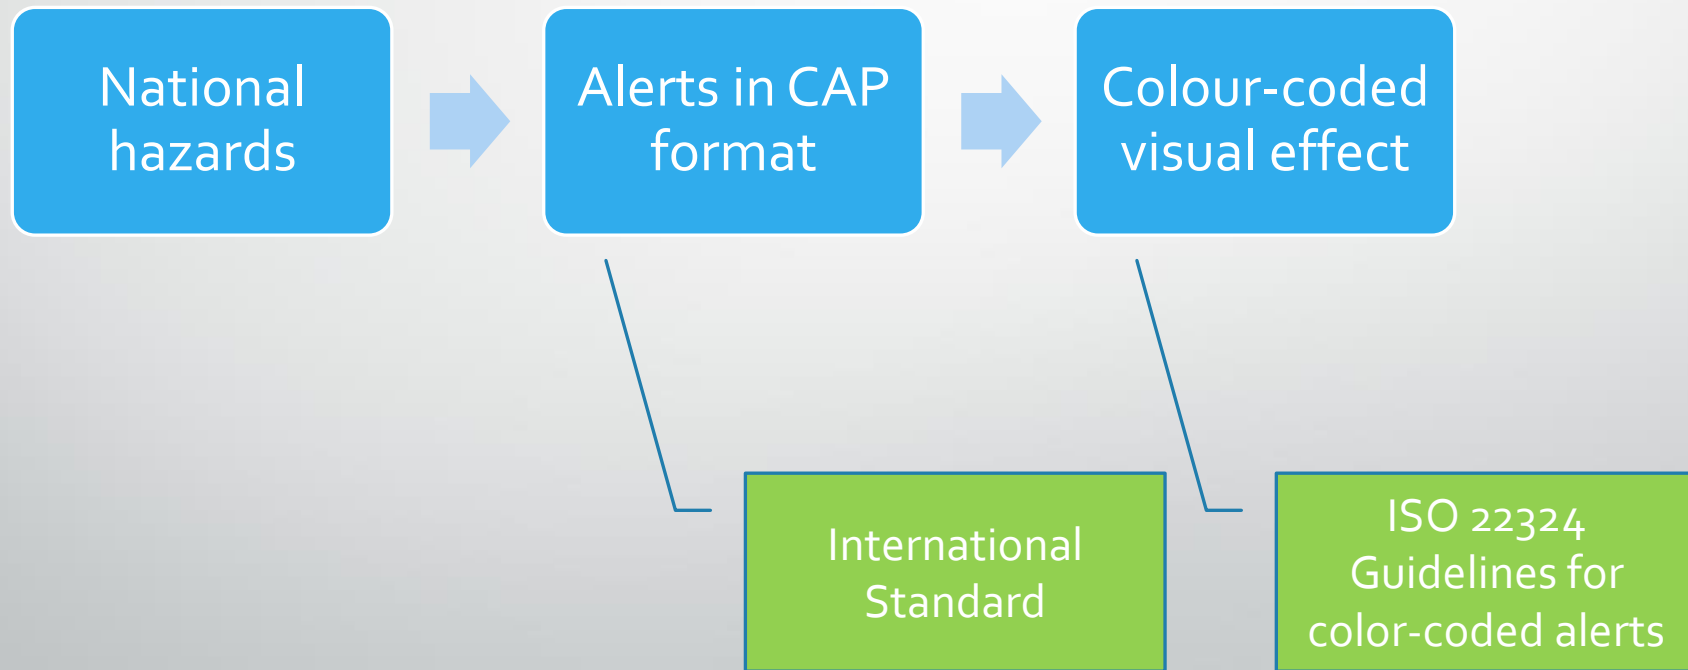 National
hazards
Alerts in CAP
format
Colour-coded
visual effect
International
Standard
ISO 22324
Guidelines for
color-coded alerts